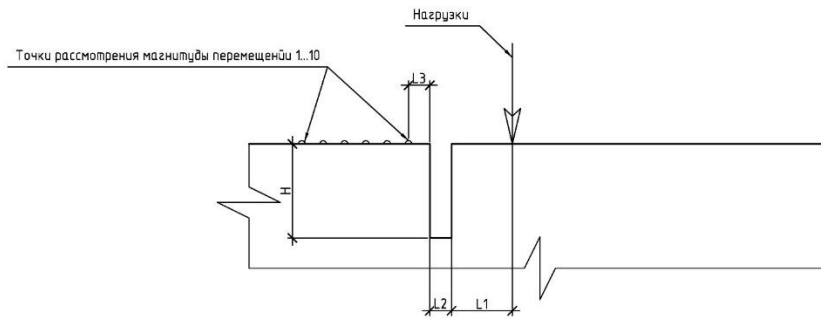 Нагрузки
Точки рассмотрения магнитуды перемещений 1...10
L3
H
L2
L1